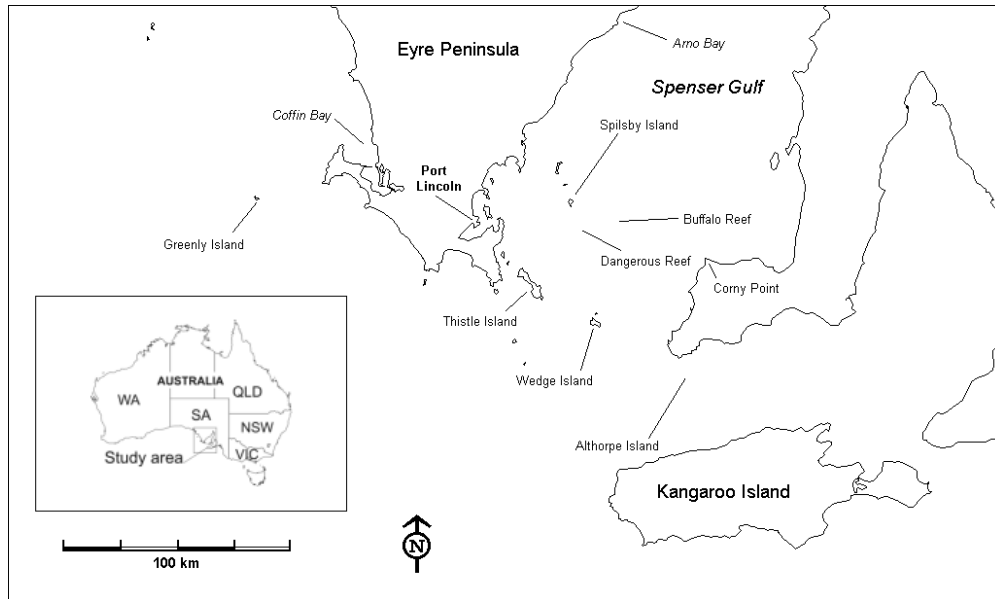 Eyre Peninsula
Arno Bay
Spenser Gulf
Coffin Bay
Spilsby Island
Port
Lincoln
Buffalo Reef
Greenly Island
Dangerous Reef
Corny Point
Thistle Island
Wedge Island
Althorpe Island
Kangaroo Island
AUSTRALIA
WA
QLD
SA
NSW
VIC
Study area
100 km
N